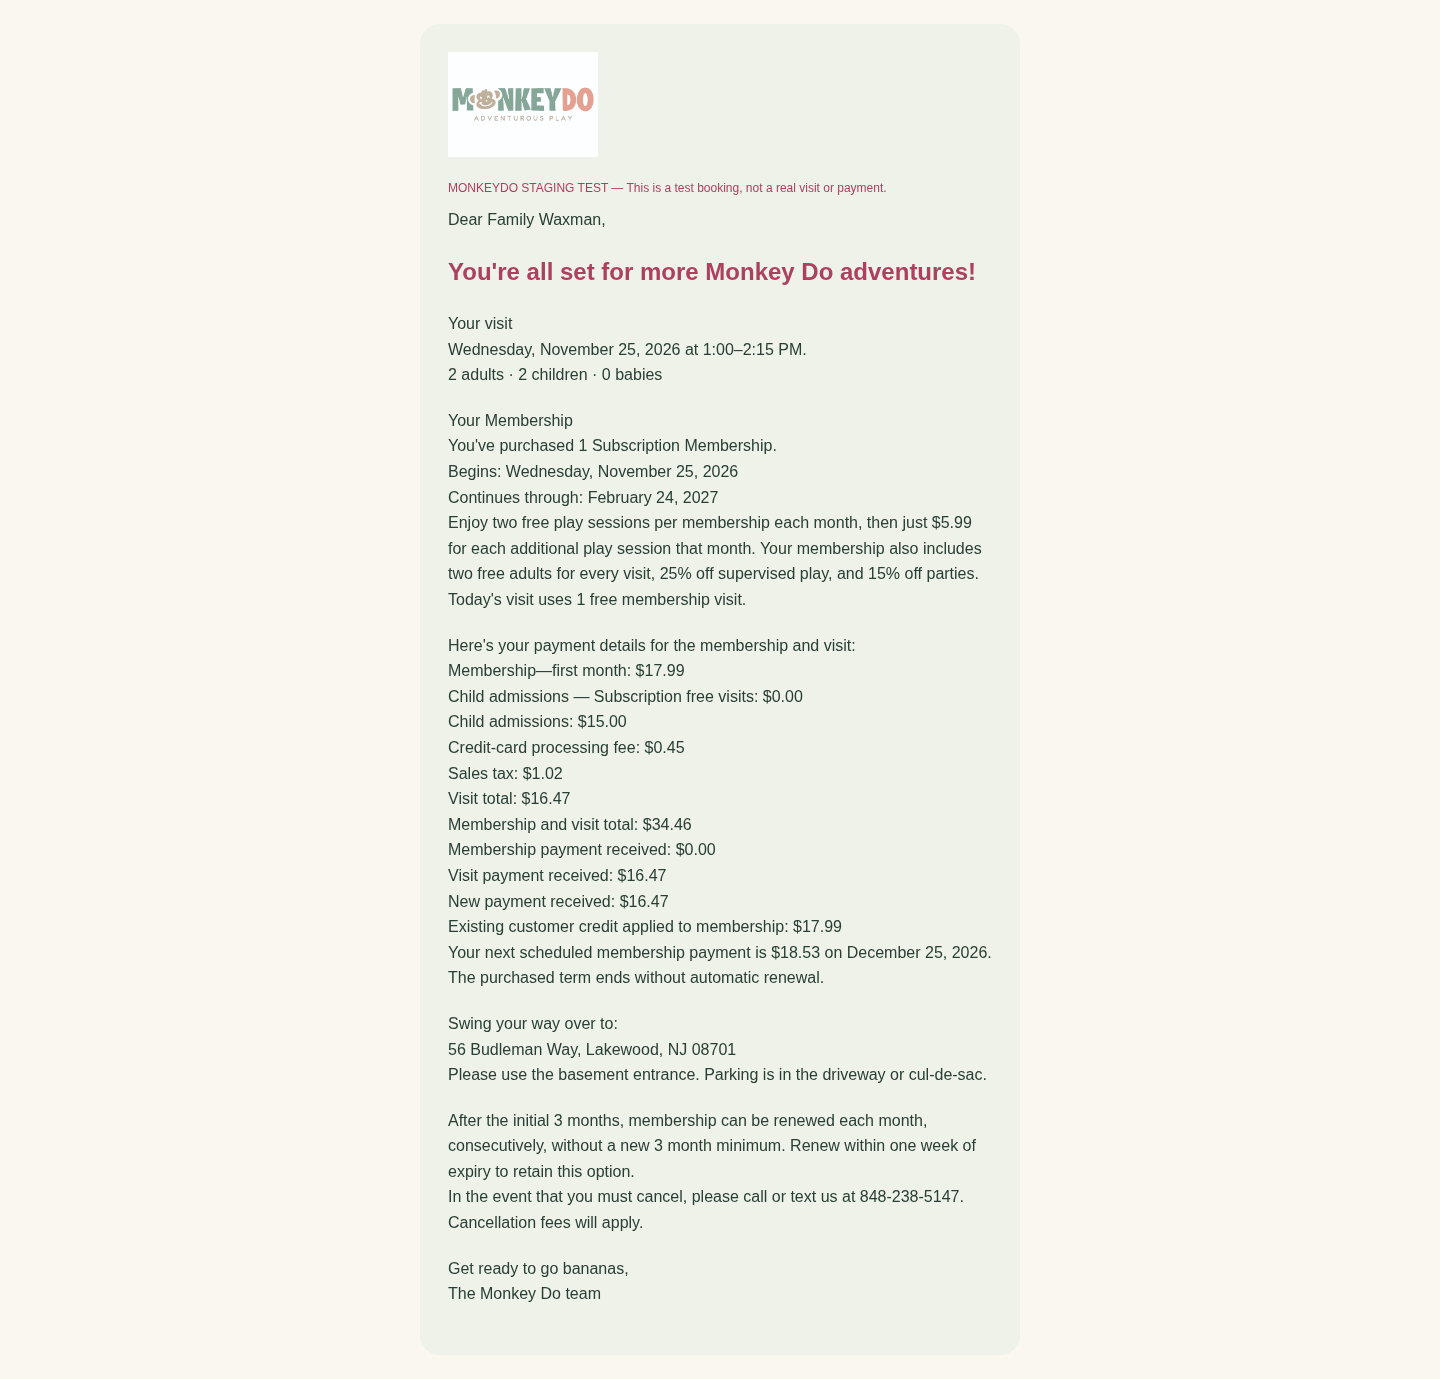 MONKEYDO
ADVENTUROUS PLAY
MONKEYDO STAGING TEST — This is a test booking, not a real visit or payment.
Dear Family Waxman,
You're all set for more Monkey Do adventures!
Your visit
Wednesday, November 25, 2026 at 1:00–2:15 PM.
2 adults · 2 children · 0 babies
Your Membership
You've purchased 1 Subscription Membership.
Begins: Wednesday, November 25, 2026
Continues through: February 24, 2027
Enjoy two free play sessions per membership each month, then just $5.99
for each additional play session that month. Your membership also includes
two free adults for every visit, 25% off supervised play, and 15% off parties.
Today's visit uses 1 free membership visit.
Here's your payment details for the membership and visit:
Membership—first month: $17.99
Child admissions — Subscription free visits: $0.00
Child admissions: $15.00
Credit-card processing fee: $0.45
Sales tax: $1.02
Visit total: $16.47
Membership and visit total: $34.46
Membership payment received: $0.00
Visit payment received: $16.47
New payment received: $16.47
Existing customer credit applied to membership: $17.99
Your next scheduled membership payment is $18.53 on December 25, 2026.
The purchased term ends without automatic renewal.
Swing your way over to:
56 Budleman Way, Lakewood, NJ 08701
Please use the basement entrance. Parking is in the driveway or cul-de-sac.
After the initial 3 months, membership can be renewed each month,
consecutively, without a new 3 month minimum. Renew within one week of
expiry to retain this option.
In the event that you must cancel, please call or text us at 848-238-5147.
Cancellation fees will apply.
Get ready to go bananas,
The Monkey Do team